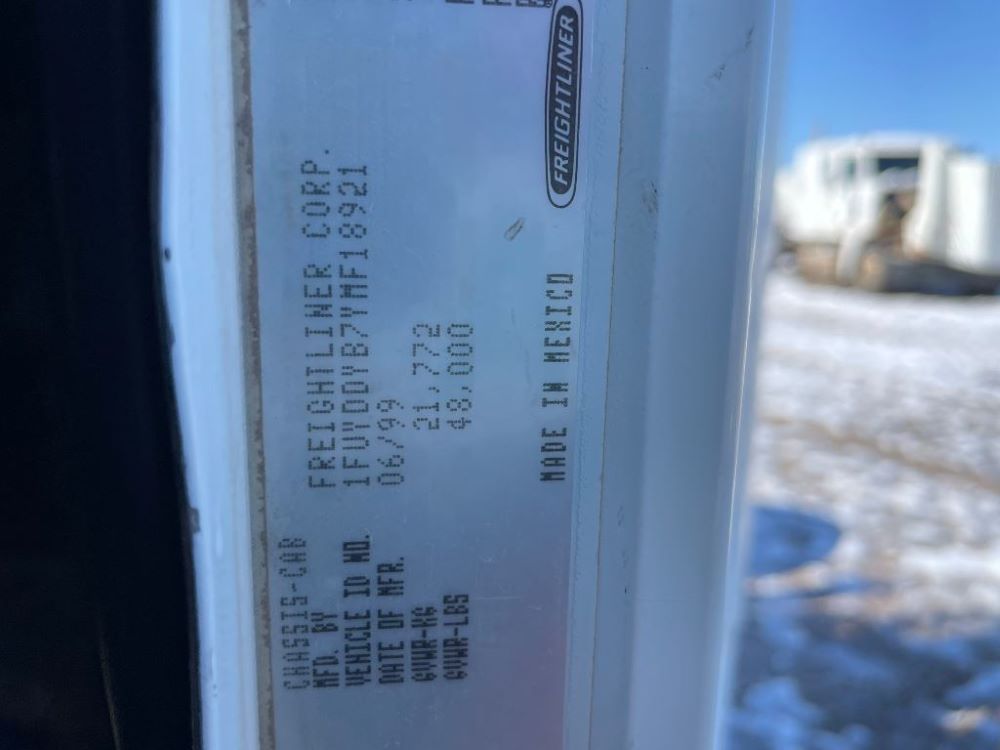 CHASSIS-CAB
MFD. BY FREIGHTLINER CORP.
VEHICLE ID NO. 1FUYDDYB7YMF18921
DATE OF MFR. 06/99
GVWR-KG 21,772
GVWR-LBS 48,000
MADE IN MEXICO
FREIGHTLINER